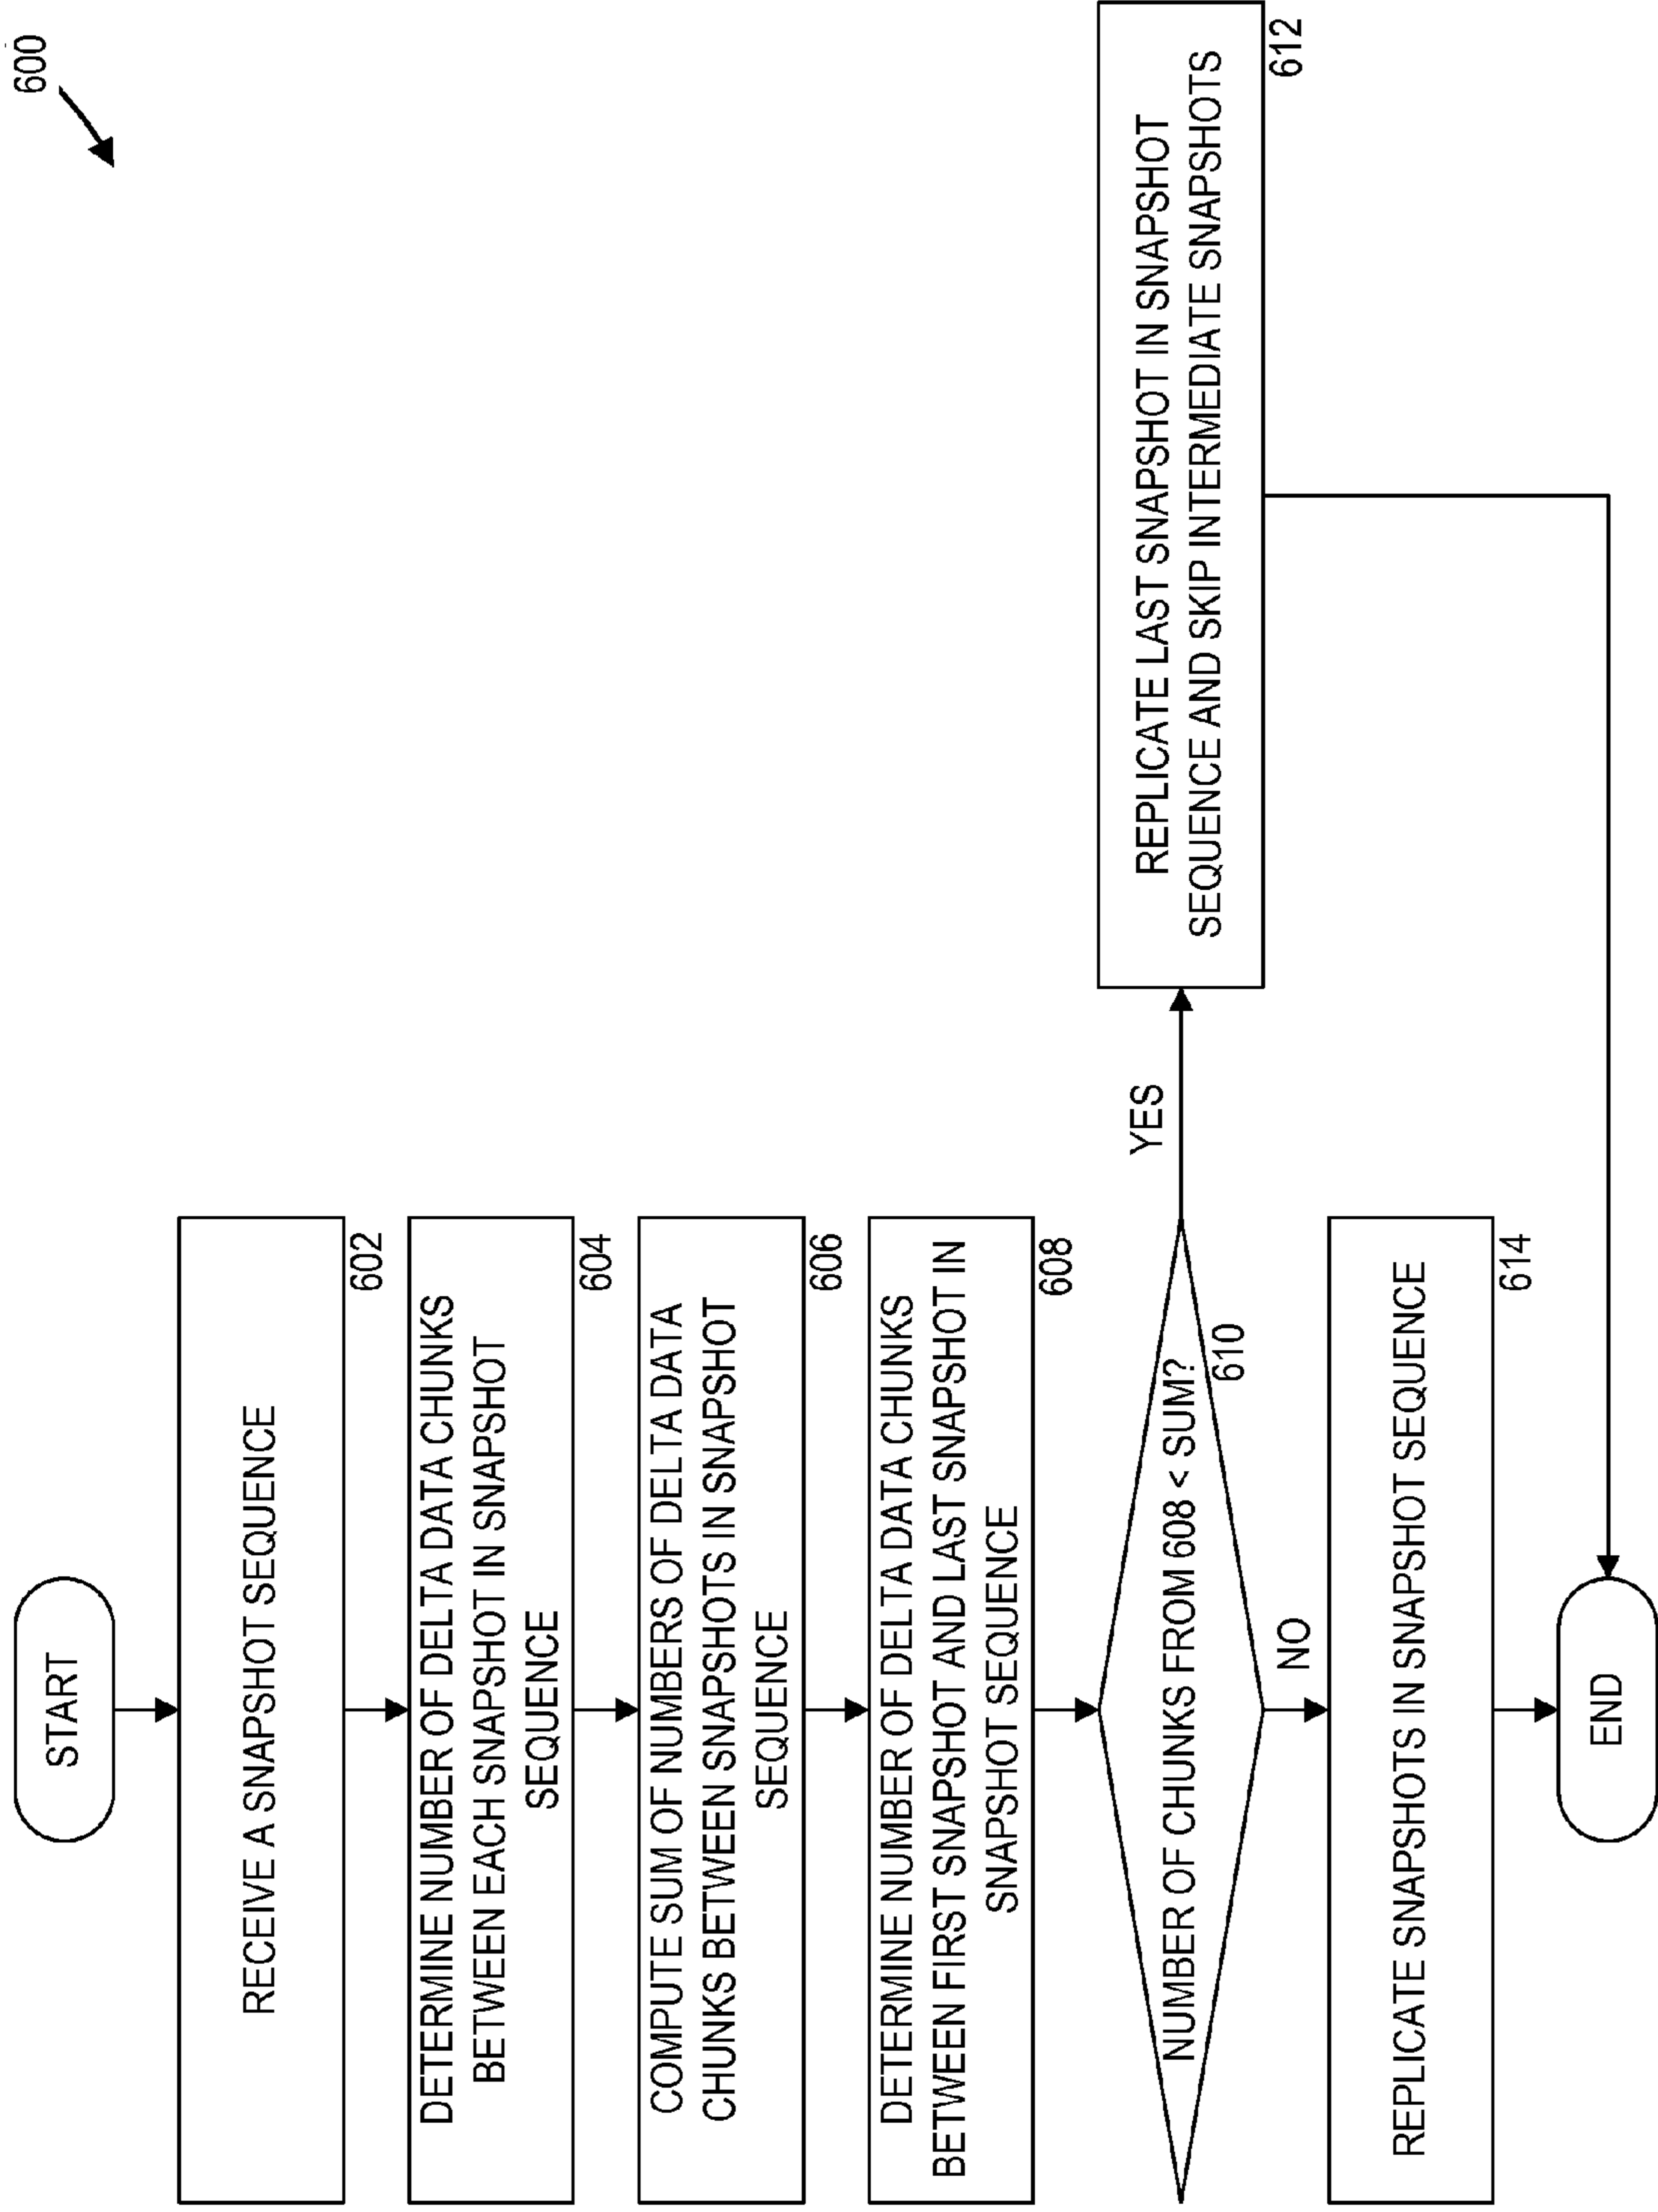 600
START
RECEIVE A SNAPSHOT SEQUENCE
602
DETERMINE NUMBER OF DELTA DATA CHUNKS
BETWEEN EACH SNAPSHOT IN SNAPSHOT
SEQUENCE
604
COMPUTE SUM OF NUMBERS OF DELTA DATA
CHUNKS BETWEEN SNAPSHOTS IN SNAPSHOT
SEQUENCE
606
DETERMINE NUMBER OF DELTA DATA CHUNKS
BETWEEN FIRST SNAPSHOT AND LAST SNAPSHOT IN
SNAPSHOT SEQUENCE
608
NUMBER OF CHUNKS FROM 608 < SUM?
610
YES
REPLICATE LAST SNAPSHOT IN SNAPSHOT
SEQUENCE AND SKIP INTERMEDIATE SNAPSHOTS
612
NO
REPLICATE SNAPSHOTS IN SNAPSHOT SEQUENCE
614
END